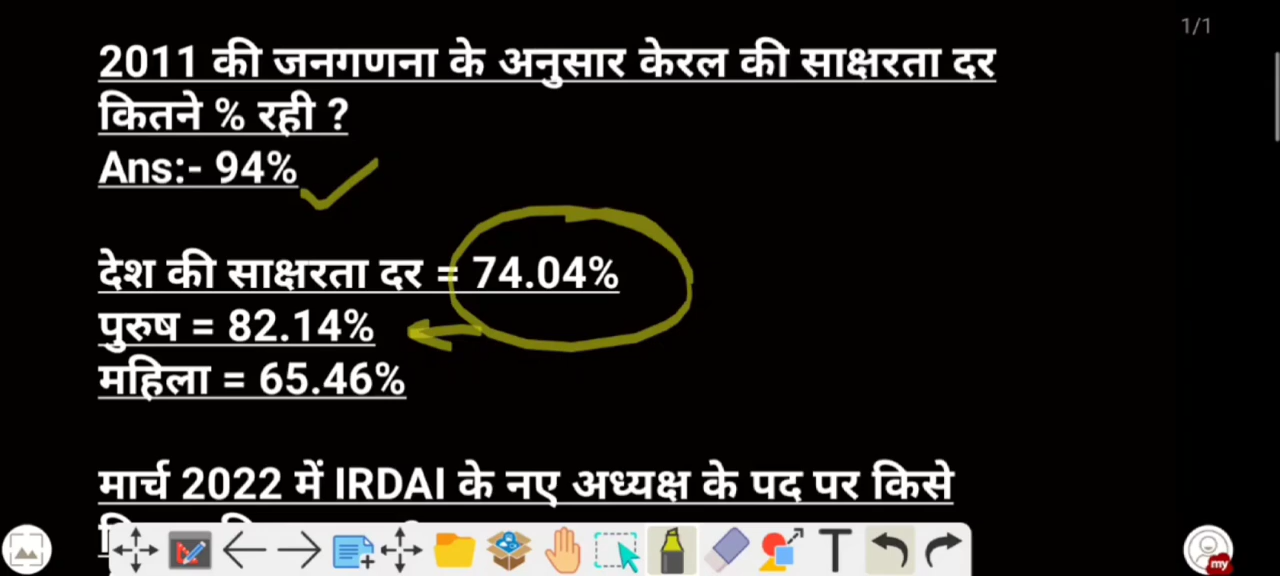 1/1
2011 की जनगणना के अनुसार केरल की साक्षरता दर
कितने % रही ?
Ans:- 94%
देश की साक्षरता दर = 74.04%
पुरुष = 82.14%
महिला = 65.46%
मार्च 2022 में IRDAI के नए अध्यक्ष के पद पर किसे
T
my